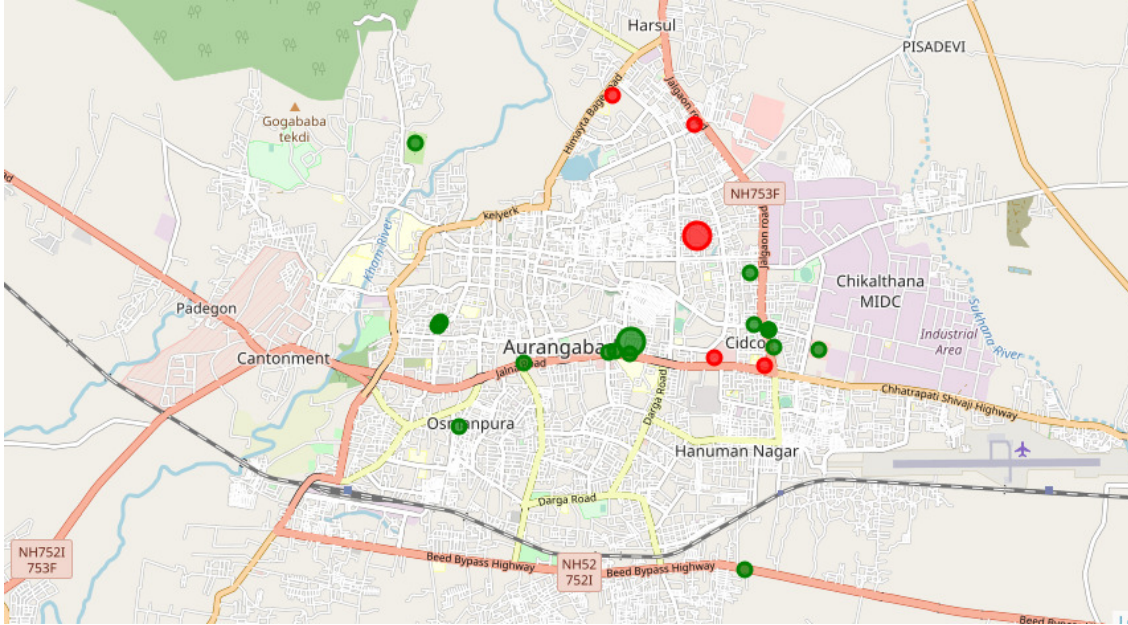 Harsul
PISADEVI
Gogababa
tekdi
Himayta Bagh Road
Jalgaon road
NH753F
Kelyerk
Kham River
Jalgaon road
Chikalthana
MIDC
Sukhana River
Padegon
Industrial
Area
Cantonment
Aurangaba
Cidco
Jalna Road
Chhatrapati Shivaji Highway
Darga Road
Osmanpura
Hanuman Nagar
Darga Road
NH752I
753F
Beed Bypass Highway
NH52
752I
Beed Bypass Highway
Beed Bypass